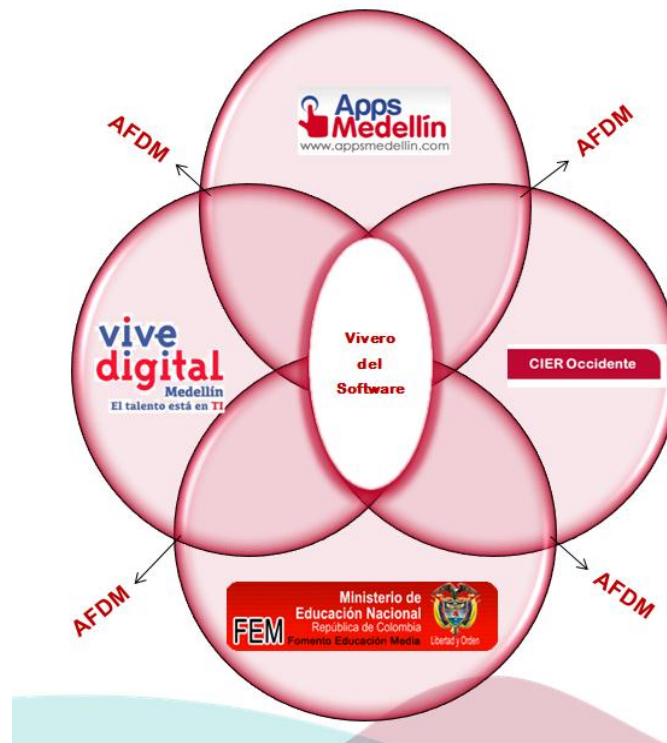 Apps
Medellín
www.appsmedellin.com
AFDM
AFDM
vive
digital
Medellín
El talento está en TI
Vivero
del
Software
CIER Occidente
AFDM
AFDM
Ministerio de
Educación Nacional
República de Colombia
FEM
Fomento Educación Media
Libertad y Orden